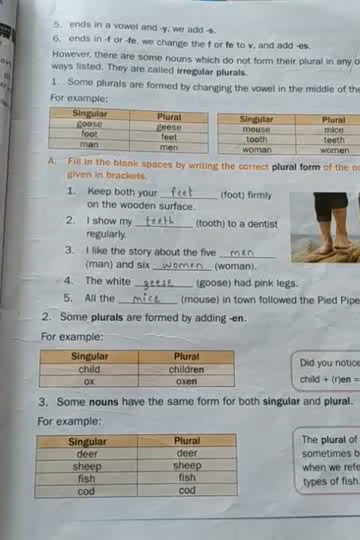 5. ends in a vowel and -y, we add -s.
6. ends in -f or -fe, we change the f or fe to v, and add -es.
However, there are some nouns which do not form their plural in any o
ways listed. They are called irregular plurals.
1. Some plurals are formed by changing the vowel in the middle of the
For example:
Singular Plural Singular Plural
goose geese mouse mice
foot feet tooth teeth
man men woman women
A. Fill in the blank spaces by writing the correct plural form of the no
given in brackets.
1. Keep both your feet (foot) firmly
on the wooden surface.
2. I show my teeth (tooth) to a dentist
regularly.
3. I like the story about the five men
(man) and six women (woman).
4. The white geese (goose) had pink legs.
5. All the mice (mouse) in town followed the Pied Pipe
2. Some plurals are formed by adding -en.
For example:
Singular Plural
child children
ox oxen
Did you notice
child + (r)en =
3. Some nouns have the same form for both singular and plural.
For example:
Singular Plural
deer deer
sheep sheep
fish fish
cod cod
The plural of
sometimes b
when we refe
types of fish.